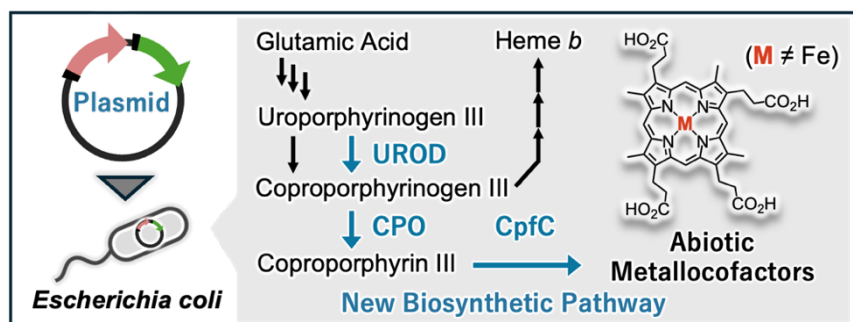 Plasmid
Escherichia coli
Glutamic Acid
Heme b
Uroporphyrinogen III
UROD
Coproporphyrinogen III
CPO
CpfC
Coproporphyrin III
New Biosynthetic Pathway
HO2C
(M ≠ Fe)
CO2H
N
N
M
N
N
HO2C
CO2H
Abiotic
Metallocofactors